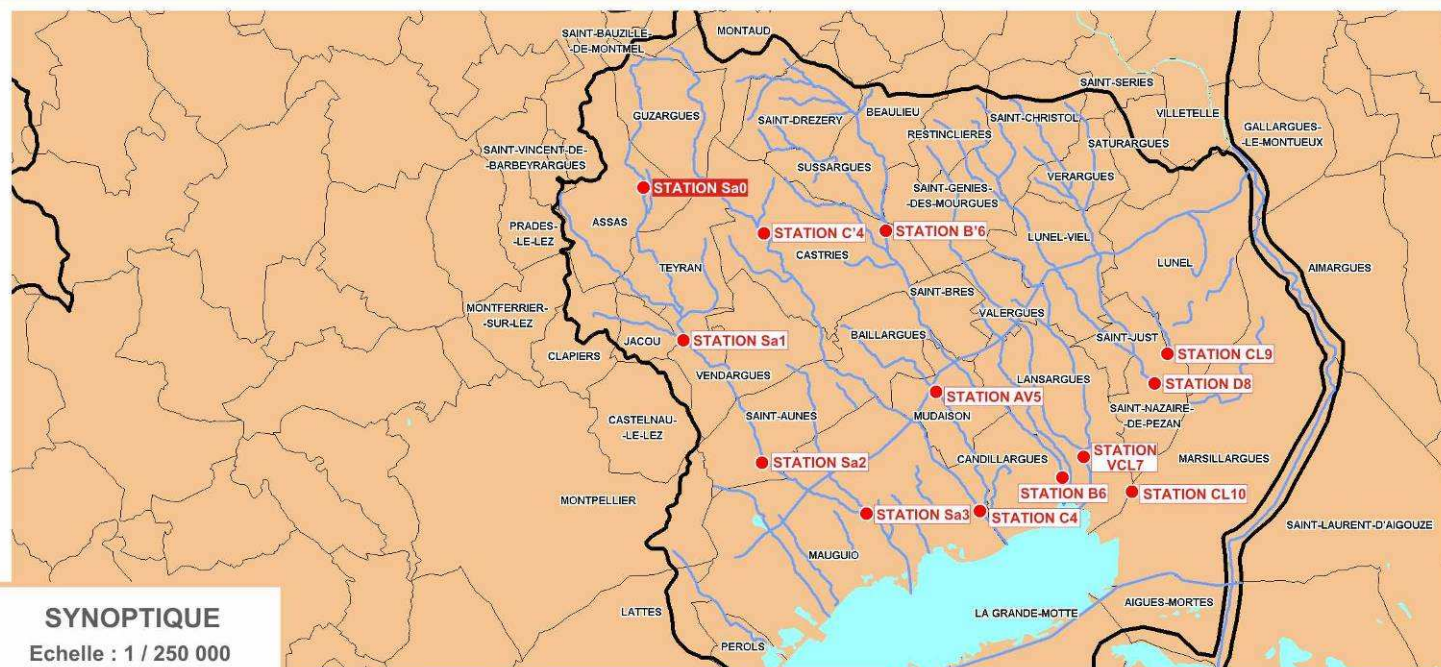 SAINT-BAUZILLE-
-DE-MONTMEL
MONTAUD
SAINT-SERIES
VILLETELLE
GUZARGUES
SAINT-DREZERY
BEAULIEU
RESTINCLIERES
SAINT-CHRISTOL
GALLARGUES-
-LE-MONTUEUX
SATURARGUES
SAINT-VINCENT-DE-
-BARBEYRARGUES
SUSSARGUES
SAINT-GENIES-
-DES-MOURGUES
VERARGUES
STATION Sa0
PRADES-
-LE-LEZ
ASSAS
STATION C'4
STATION B'6
LUNEL-VIEL
CASTRIES
LUNEL
TEYRAN
AIMARGUES
SAINT-BRES
MONTFERRIER-
-SUR-LEZ
VALERGUES
BAILLARGUES
SAINT-JUST
JACOU
STATION Sa1
CLAPIERS
STATION CL9
VENDARGUES
LANSARGUES
STATION D8
STATION AV5
CASTELNAU-
-LE-LEZ
SAINT-AUNES
MUDAISON
SAINT-NAZAIRE-
-DE-PEZAN
STATION Sa2
CANDILLARGUES
STATION
VCL7
MARSILLARGUES
MONTPELLIER
STATION B6
STATION CL10
STATION Sa3
STATION C4
SAINT-LAURENT-D'AIGOUZE
MAUGUIO
LATTES
LA GRANDE-MOTTE
AIGUES-MORTES
PEROLS
SYNOPTIQUE
Echelle : 1 / 250 000